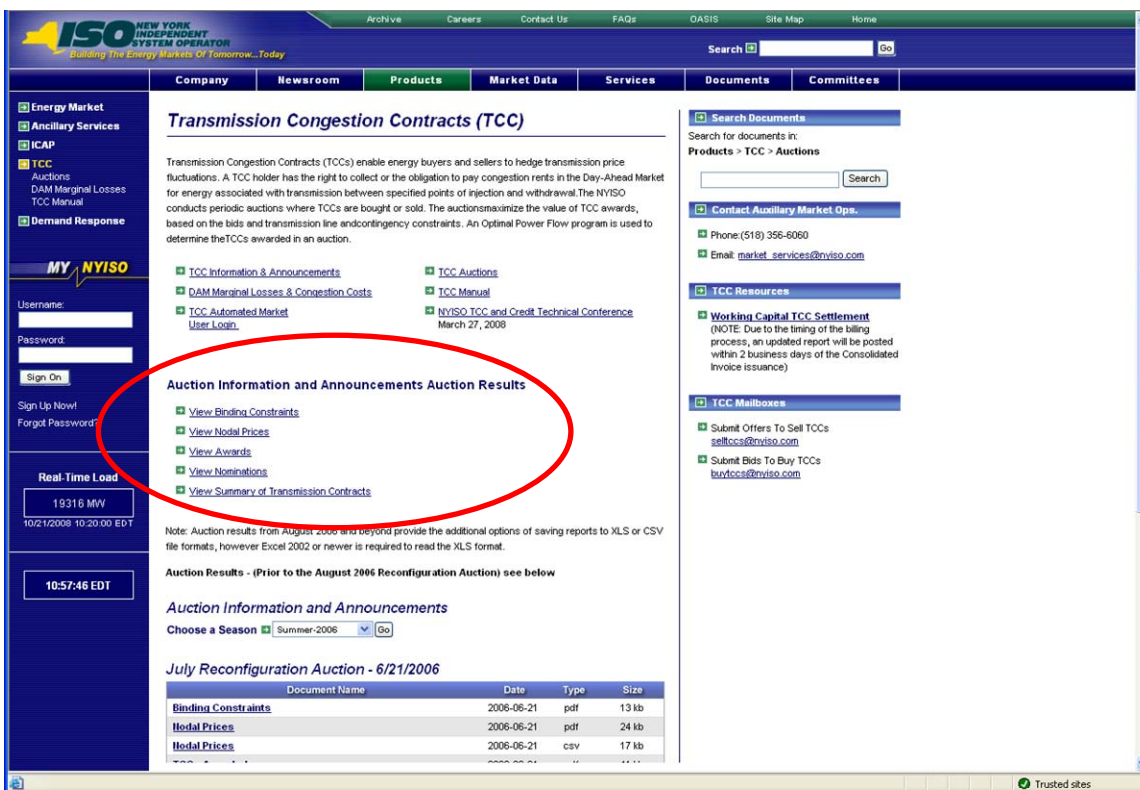 Archive Careers Contact Us FAQs OASIS Site Map Home
ISO NEW YORK
INDEPENDENT
SYSTEM OPERATOR
Building The Energy Markets Of Tomorrow...Today
Search Go
Company Newsroom Products Market Data Services Documents Committees
Energy Market
Ancillary Services
ICAP
TCC
Auctions
DAM Marginal Losses
TCC Manual
Demand Response
MY NYISO
Username:
Password:
Sign On
Sign Up Now!
Forgot Password?
Real-Time Load
19316 MW
10/21/2008 10:20:00 EDT
10:57:46 EDT
Transmission Congestion Contracts (TCC)
Transmission Congestion Contracts (TCCs) enable energy buyers and sellers to hedge transmission price
fluctuations. A TCC holder has the right to collect or the obligation to pay congestion rents in the Day-Ahead Market
for energy associated with transmission between specified points of injection and withdrawal.The NYISO
conducts periodic auctions where TCCs are bought or sold. The auctionsmaximize the value of TCC awards,
based on the bids and transmission line andcontingency constraints. An Optimal Power Flow program is used to
determine theTCCs awarded in an auction.
TCC Information & Announcements
DAM Marginal Losses & Congestion Costs
TCC Automated Market
User Login
TCC Auctions
TCC Manual
NYISO TCC and Credit Technical Conference
March 27, 2008
Auction Information and Announcements Auction Results
View Binding Constraints
View Nodal Prices
View Awards
View Nominations
View Summary of Transmission Contracts
Note: Auction results from August 2006 and beyond provide the additional options of saving reports to XLS or CSV
file formats, however Excel 2002 or newer is required to read the XLS format.
Auction Results - (Prior to the August 2006 Reconfiguration Auction) see below
Auction Information and Announcements
Choose a Season Summer-2006 Go
July Reconfiguration Auction - 6/21/2006
Document Name Date Type Size
Binding Constraints 2006-06-21 pdf 13 kb
Nodal Prices 2006-06-21 pdf 24 kb
Nodal Prices 2006-06-21 csv 17 kb
Search Documents
Search for documents in:
Products > TCC > Auctions
Search
Contact Auxillary Market Ops.
Phone:(518) 356-6060
Email: market_services@nyiso.com
TCC Resources
Working Capital TCC Settlement
(NOTE: Due to the timing of the billing
process, an updated report will be posted
within 2 business days of the Consolidated
Invoice issuance)
TCC Mailboxes
Submit Offers To Sell TCCs
selltccs@nyiso.com
Submit Bids To Buy TCCs
buytccs@nyiso.com
Trusted sites